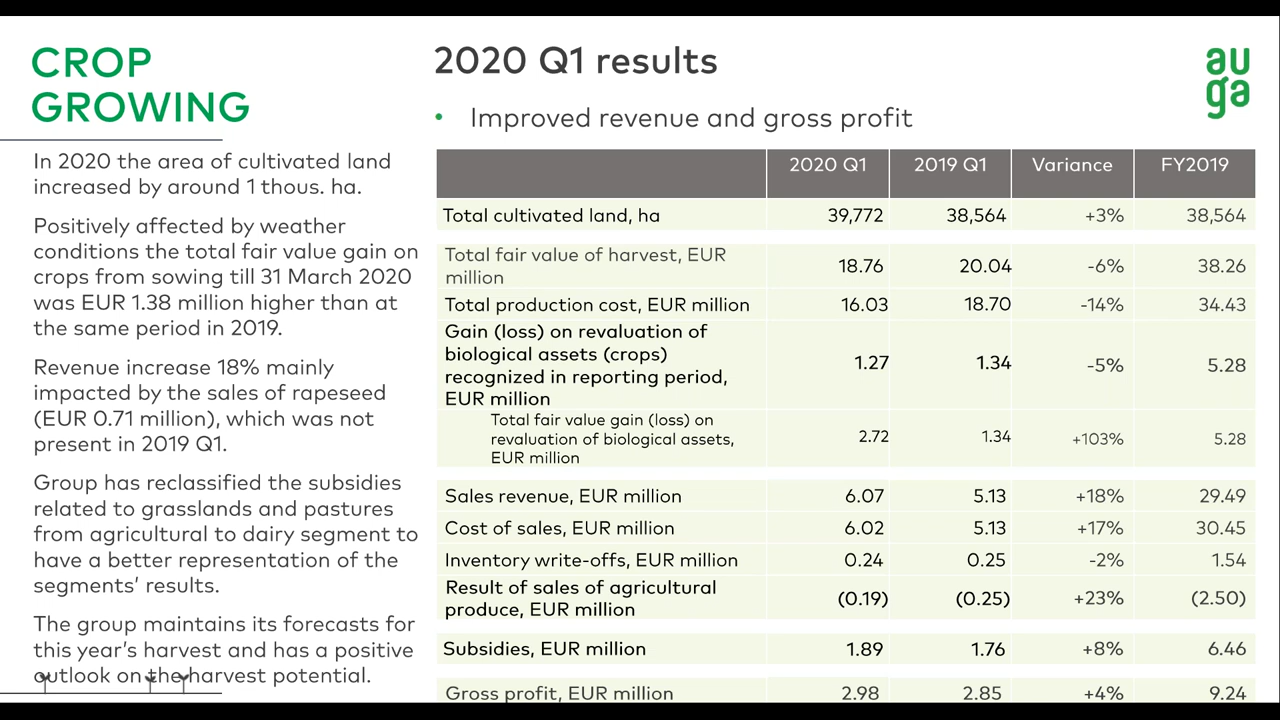 CROP
GROWING
In 2020 the area of cultivated land
increased by around 1 thous. ha.
Positively affected by weather
conditions the total fair value gain on
crops from sowing till 31 March 2020
was EUR 1.38 million higher than at
the same period in 2019.
Revenue increase 18% mainly
impacted by the sales of rapeseed
(EUR 0.71 million), which was not
present in 2019 Q1.
Group has reclassified the subsidies
related to grasslands and pastures
from agricultural to dairy segment to
have a better representation of the
segments' results.
The group maintains its forecasts for
this year's harvest and has a positive
outlook on the harvest potential.
2020 Q1 results
• Improved revenue and gross profit
au
ga
2020 Q1 2019 Q1 Variance FY2019
Total cultivated land, ha 39,772 38,564 +3% 38,564
Total fair value of harvest, EUR
million 18.76 20.04 -6% 38.26
Total production cost, EUR million 16.03 18.70 -14% 34.43
Gain (loss) on revaluation of
biological assets (crops)
recognized in reporting period,
EUR million 1.27 1.34 -5% 5.28
Total fair value gain (loss) on
revaluation of biological assets,
EUR million 2.72 1.34 +103% 5.28
Sales revenue, EUR million 6.07 5.13 +18% 29.49
Cost of sales, EUR million 6.02 5.13 +17% 30.45
Inventory write-offs, EUR million 0.24 0.25 -2% 1.54
Result of sales of agricultural
produce, EUR million (0.19) (0.25) +23% (2.50)
Subsidies, EUR million 1.89 1.76 +8% 6.46
Gross profit, EUR million 2.98 2.85 +4% 9.24